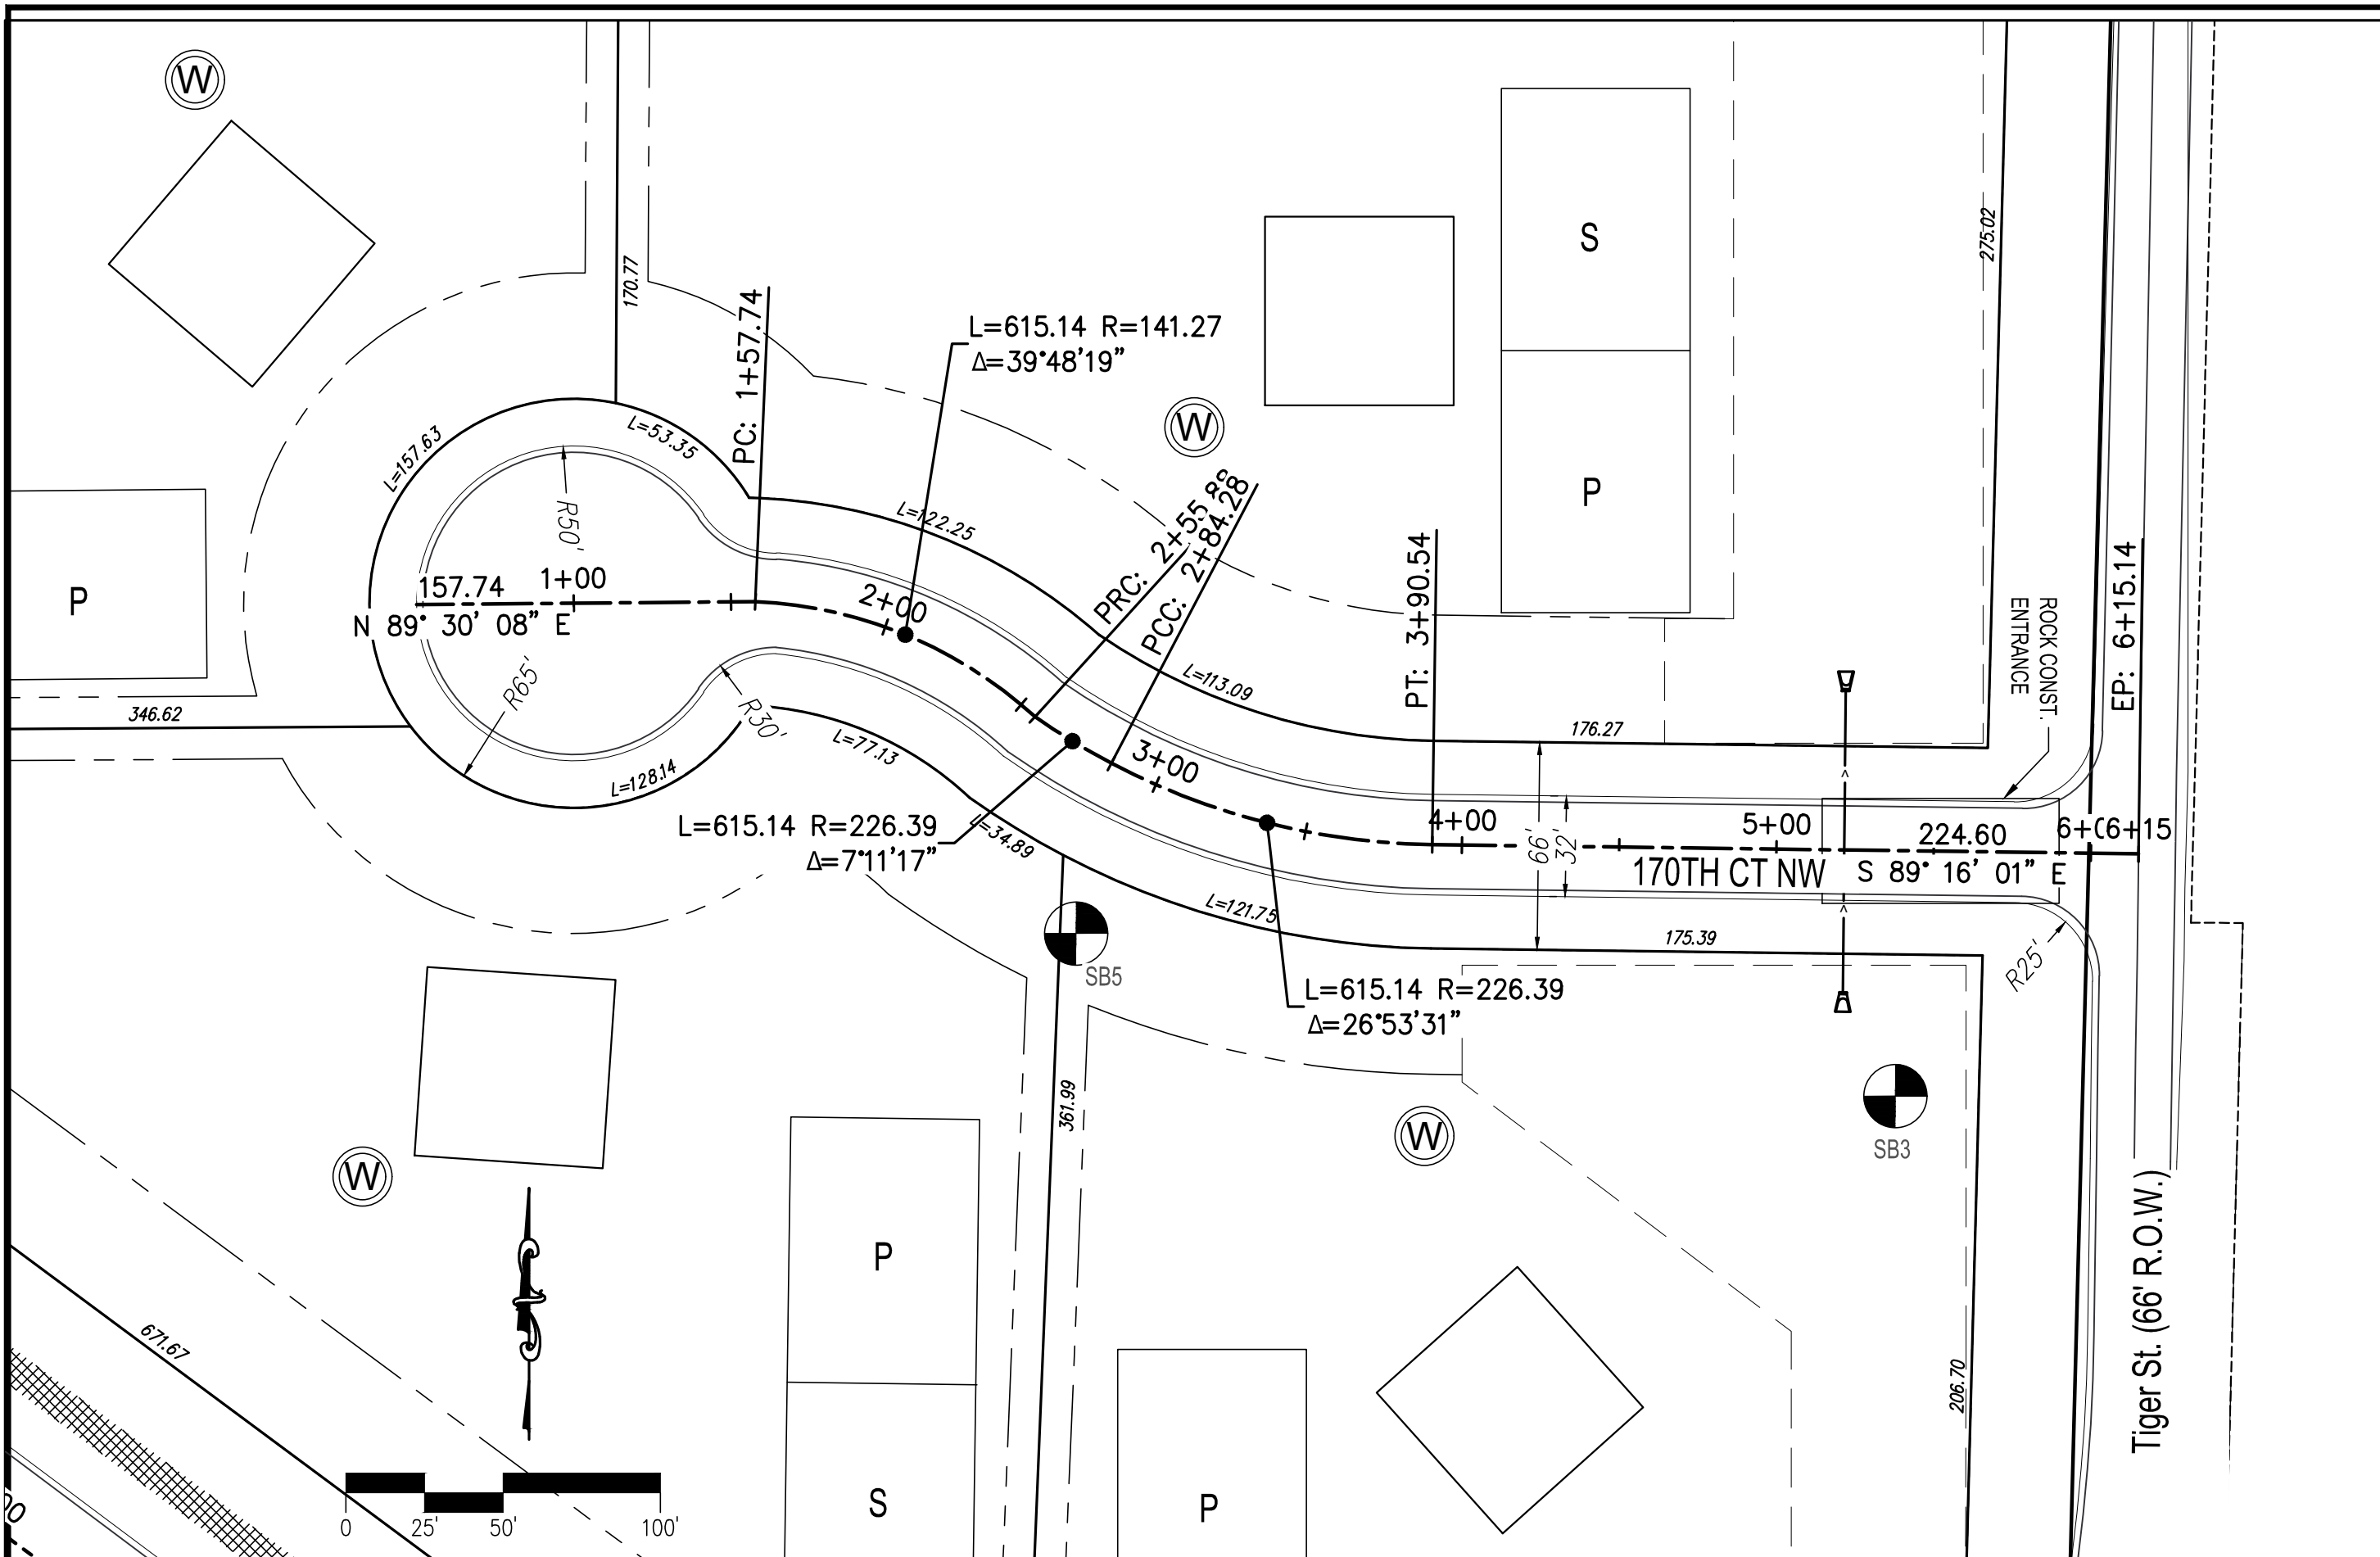 W
170.77
275.02
S
L=615.14 R=141.27
Δ=39°48'19"
PC: 1+57.74
W
L=157.63
L=53.35
P
R50'
L=122.25
PRC: 2+55.88
PCC: 2+84.28
PT: 3+90.54
EP: 6+15.14
ROCK CONST.
ENTRANCE
157.74
1+00
2+00
N 89° 30' 08" E
P
R65'
R30'
L=113.09
346.62
L=77.13
L=128.14
176.27
3+00
L=615.14 R=226.39
Δ=7°11'17"
L=34.89
4+00
66'
32'
5+00
224.60
6+15
170TH CT NW
S 89° 16' 01" E
L=121.75
175.39
R25'
SB5
L=615.14 R=226.39
Δ=26°53'31"
361.99
W
SB3
W
P
671.67
206.70
Tiger St. (66' R.O.W.)
S
P
0
25'
50'
100'